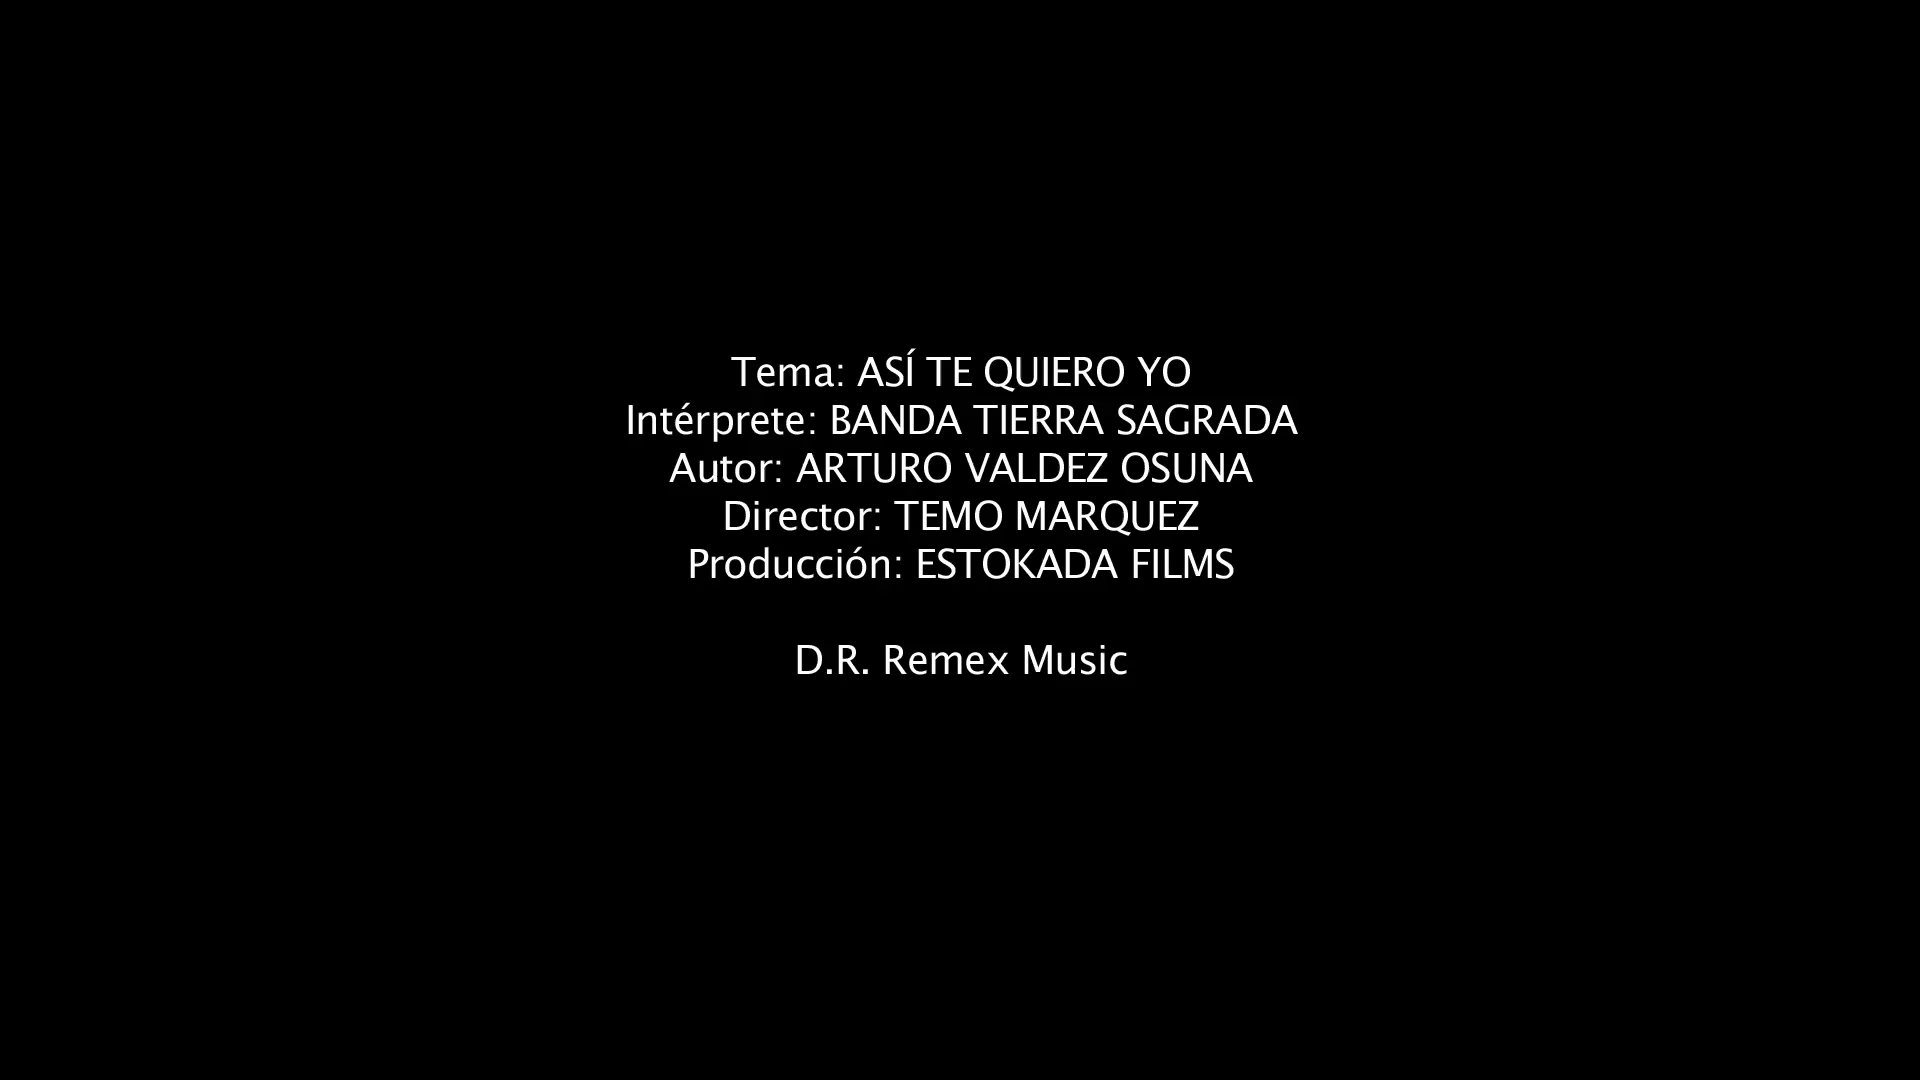 Tema: ASÍ TE QUIERO YO
Intérprete: BANDA TIERRA SAGRADA
Autor: ARTURO VALDEZ OSUNA
Director: TEMO MARQUEZ
Producción: ESTOKADA FILMS
D.R. Remex Music